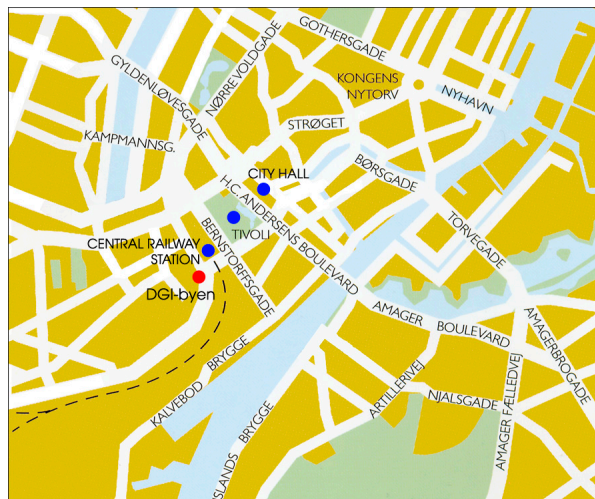 GOTHERSGADE
NØRREVOLDGADE
GYLDENLØVESGADE
KONGENS
NYTORV
NYHAVN
STRØGET
KAMPMANNSG.
BØRSGADE
CITY HALL
H.C. ANDERSENS BOULEVARD
TIVOLI
TORVEGADE
BERNSTORFFSGADE
CENTRAL RAILWAY
STATION
DGI-byen
AMAGER BOULEVARD
AMAGERBROGADE
KALVEBOD BRYGGE
ARTILLERIVEJ
NJALSGADE
AMAGER FÆLLEDVEJ
ISLANDS BRYGGE